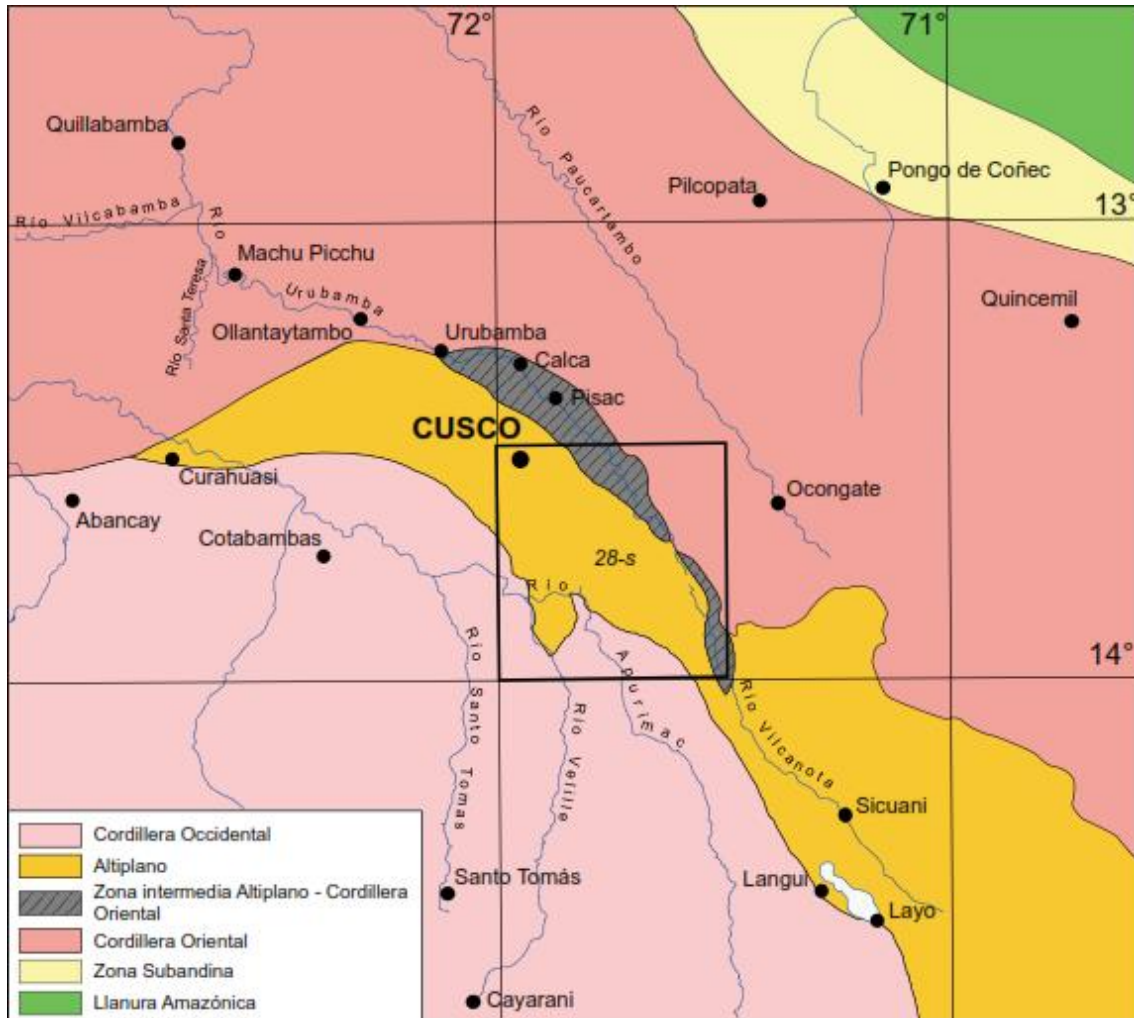 72°
71°
Quillabamba
Río Paucartambo
Pilcopata
Pongo de Coñec
13°
Río Vilcabamba
Río
Machu Picchu
Urubamba
Río Santa Teresa
Quincemil
Ollantaytambo
Urubamba
Calca
Pisac
CUSCO
Curahuasi
Ocongate
Abancay
Cotabambas
28-s
Río
Apurimac
Río Santo Tomas
Río Velille
14°
Río Vilcanota
Sicuani
Santo Tomás
Langui
Layo
Cayarani
Cordillera Occidental
Altiplano
Zona intermedia Altiplano - Cordillera
Oriental
Cordillera Oriental
Zona Subandina
Llanura Amazónica